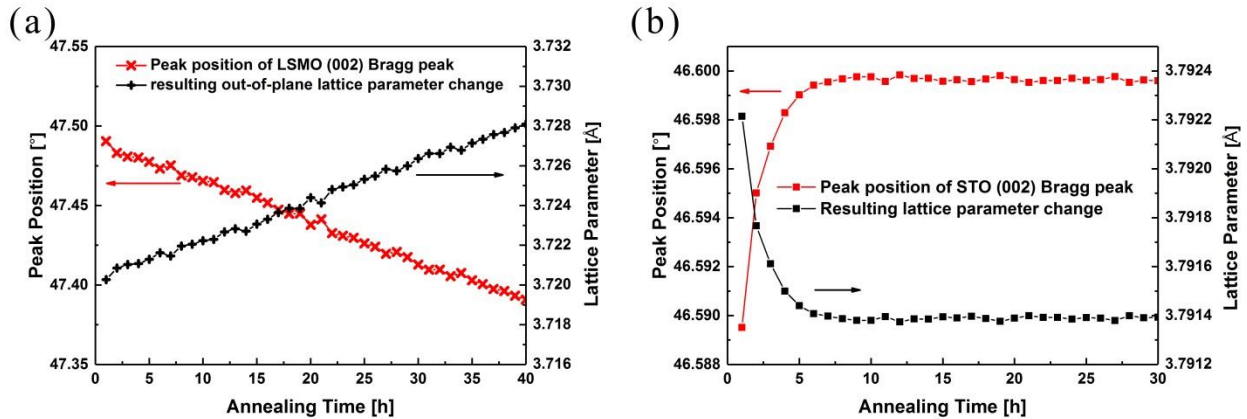 (a)
47.55
47.50
47.45
47.40
47.35
Peak Position [°]
Peak position of LSMO (002) Bragg peak
resulting out-of-plane lattice parameter change
3.732
3.730
3.728
3.726
3.724
3.722
3.720
3.718
3.716
Lattice Parameter [Å]
0 5 10 15 20 25 30 35 40
Annealing Time [h]
(b)
46.600
46.598
46.596
46.594
46.592
46.590
46.588
Peak Position [°]
Peak position of STO (002) Bragg peak
Resulting lattice parameter change
3.7924
3.7922
3.7920
3.7918
3.7916
3.7914
3.7912
Lattice Parameter [Å]
0 5 10 15 20 25 30
Annealing Time [h]